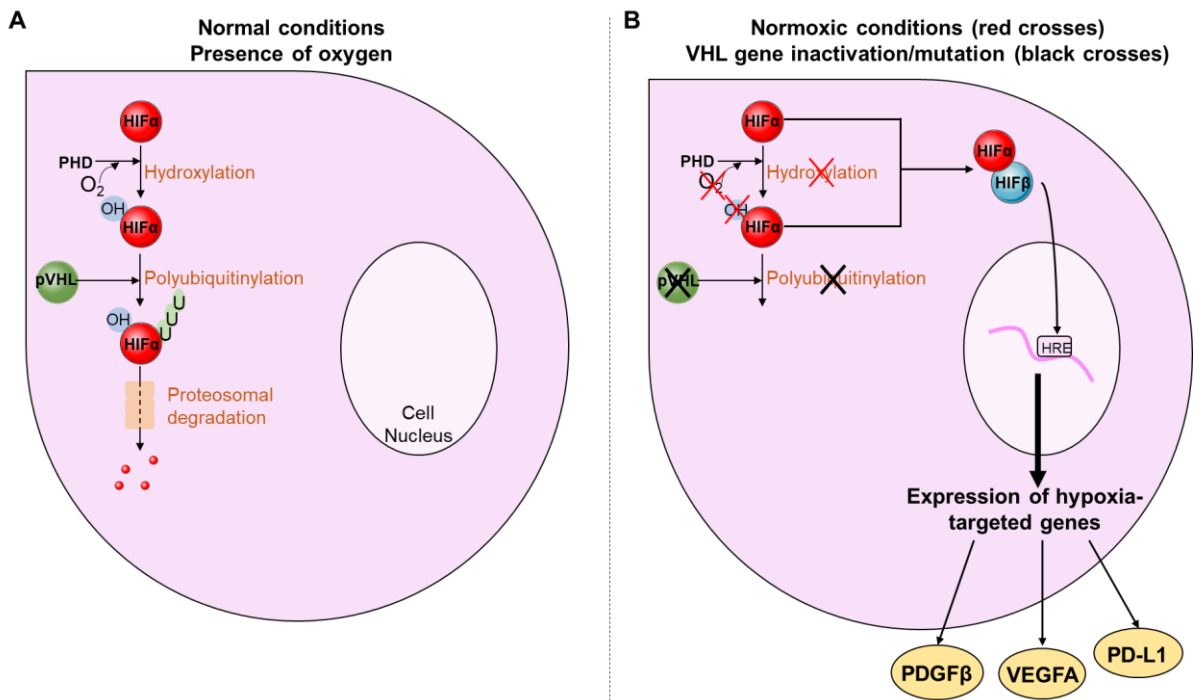 A
Normal conditions
Presence of oxygen
HIFα
PHD
O2
Hydroxylation
OH
HIFα
pVHL
Polyubiquitinylation
OH
U
U
U
HIFα
Proteosomal
degradation
Cell
Nucleus
B
Normoxic conditions (red crosses)
VHL gene inactivation/mutation (black crosses)
HIFα
PHD
O2
Hydroxylation
OH
HIFα
pVHL
Polyubiquitinylation
HIFα
HIFβ
HRE
Expression of hypoxia-
targeted genes
PDGFβ
VEGFA
PD-L1